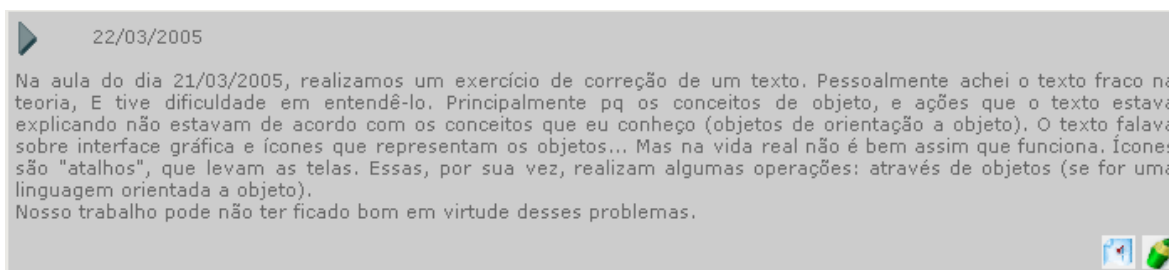 22/03/2005
Na aula do dia 21/03/2005, realizamos um exercício de correção de um texto. Pessoalmente achei o texto fraco na
teoria, E tive dificuldade em entendê-lo. Principalmente pq os conceitos de objeto, e ações que o texto estava
explicando não estavam de acordo com os conceitos que eu conheço (objetos de orientação a objeto). O texto falava
sobre interface gráfica e ícones que representam os objetos... Mas na vida real não é bem assim que funciona. Ícones
são "atalhos", que levam as telas. Essas, por sua vez, realizam algumas operações: através de objetos (se for uma
linguagem orientada a objeto).
Nosso trabalho pode não ter ficado bom em virtude desses problemas.